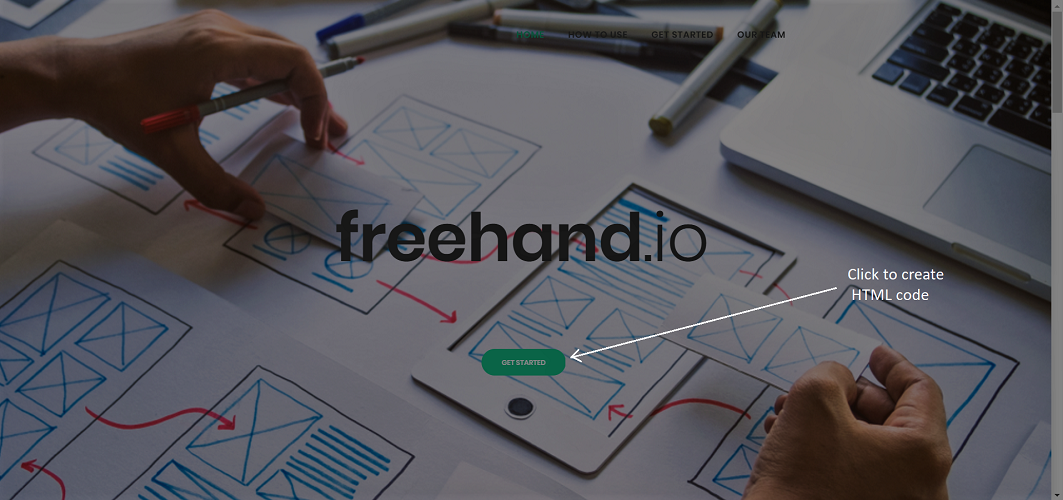 HOME
HOW TO USE
GET STARTED
OUR TEAM
freehand.io
Click to create
HTML code
GET STARTED